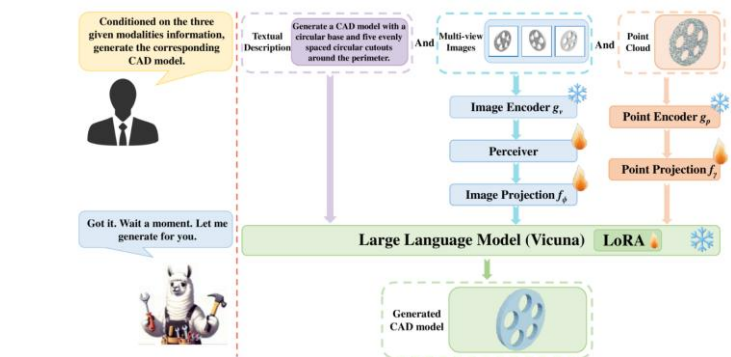 Conditioned on the three
given modalities information,
generate the corresponding
CAD model.
Textual
Description
Generate a CAD model with a
circular base and five evenly
spaced circular cutouts
around the perimeter.
And
Multi-view
Images
And
Point
Cloud
Image Encoder gᵥ
Point Encoder gₚ
Perceiver
Point Projection fᵧ
Image Projection f_ϕ
Got it. Wait a moment. Let me
generate for you.
Large Language Model (Vicuna) LoRA
Generated
CAD model